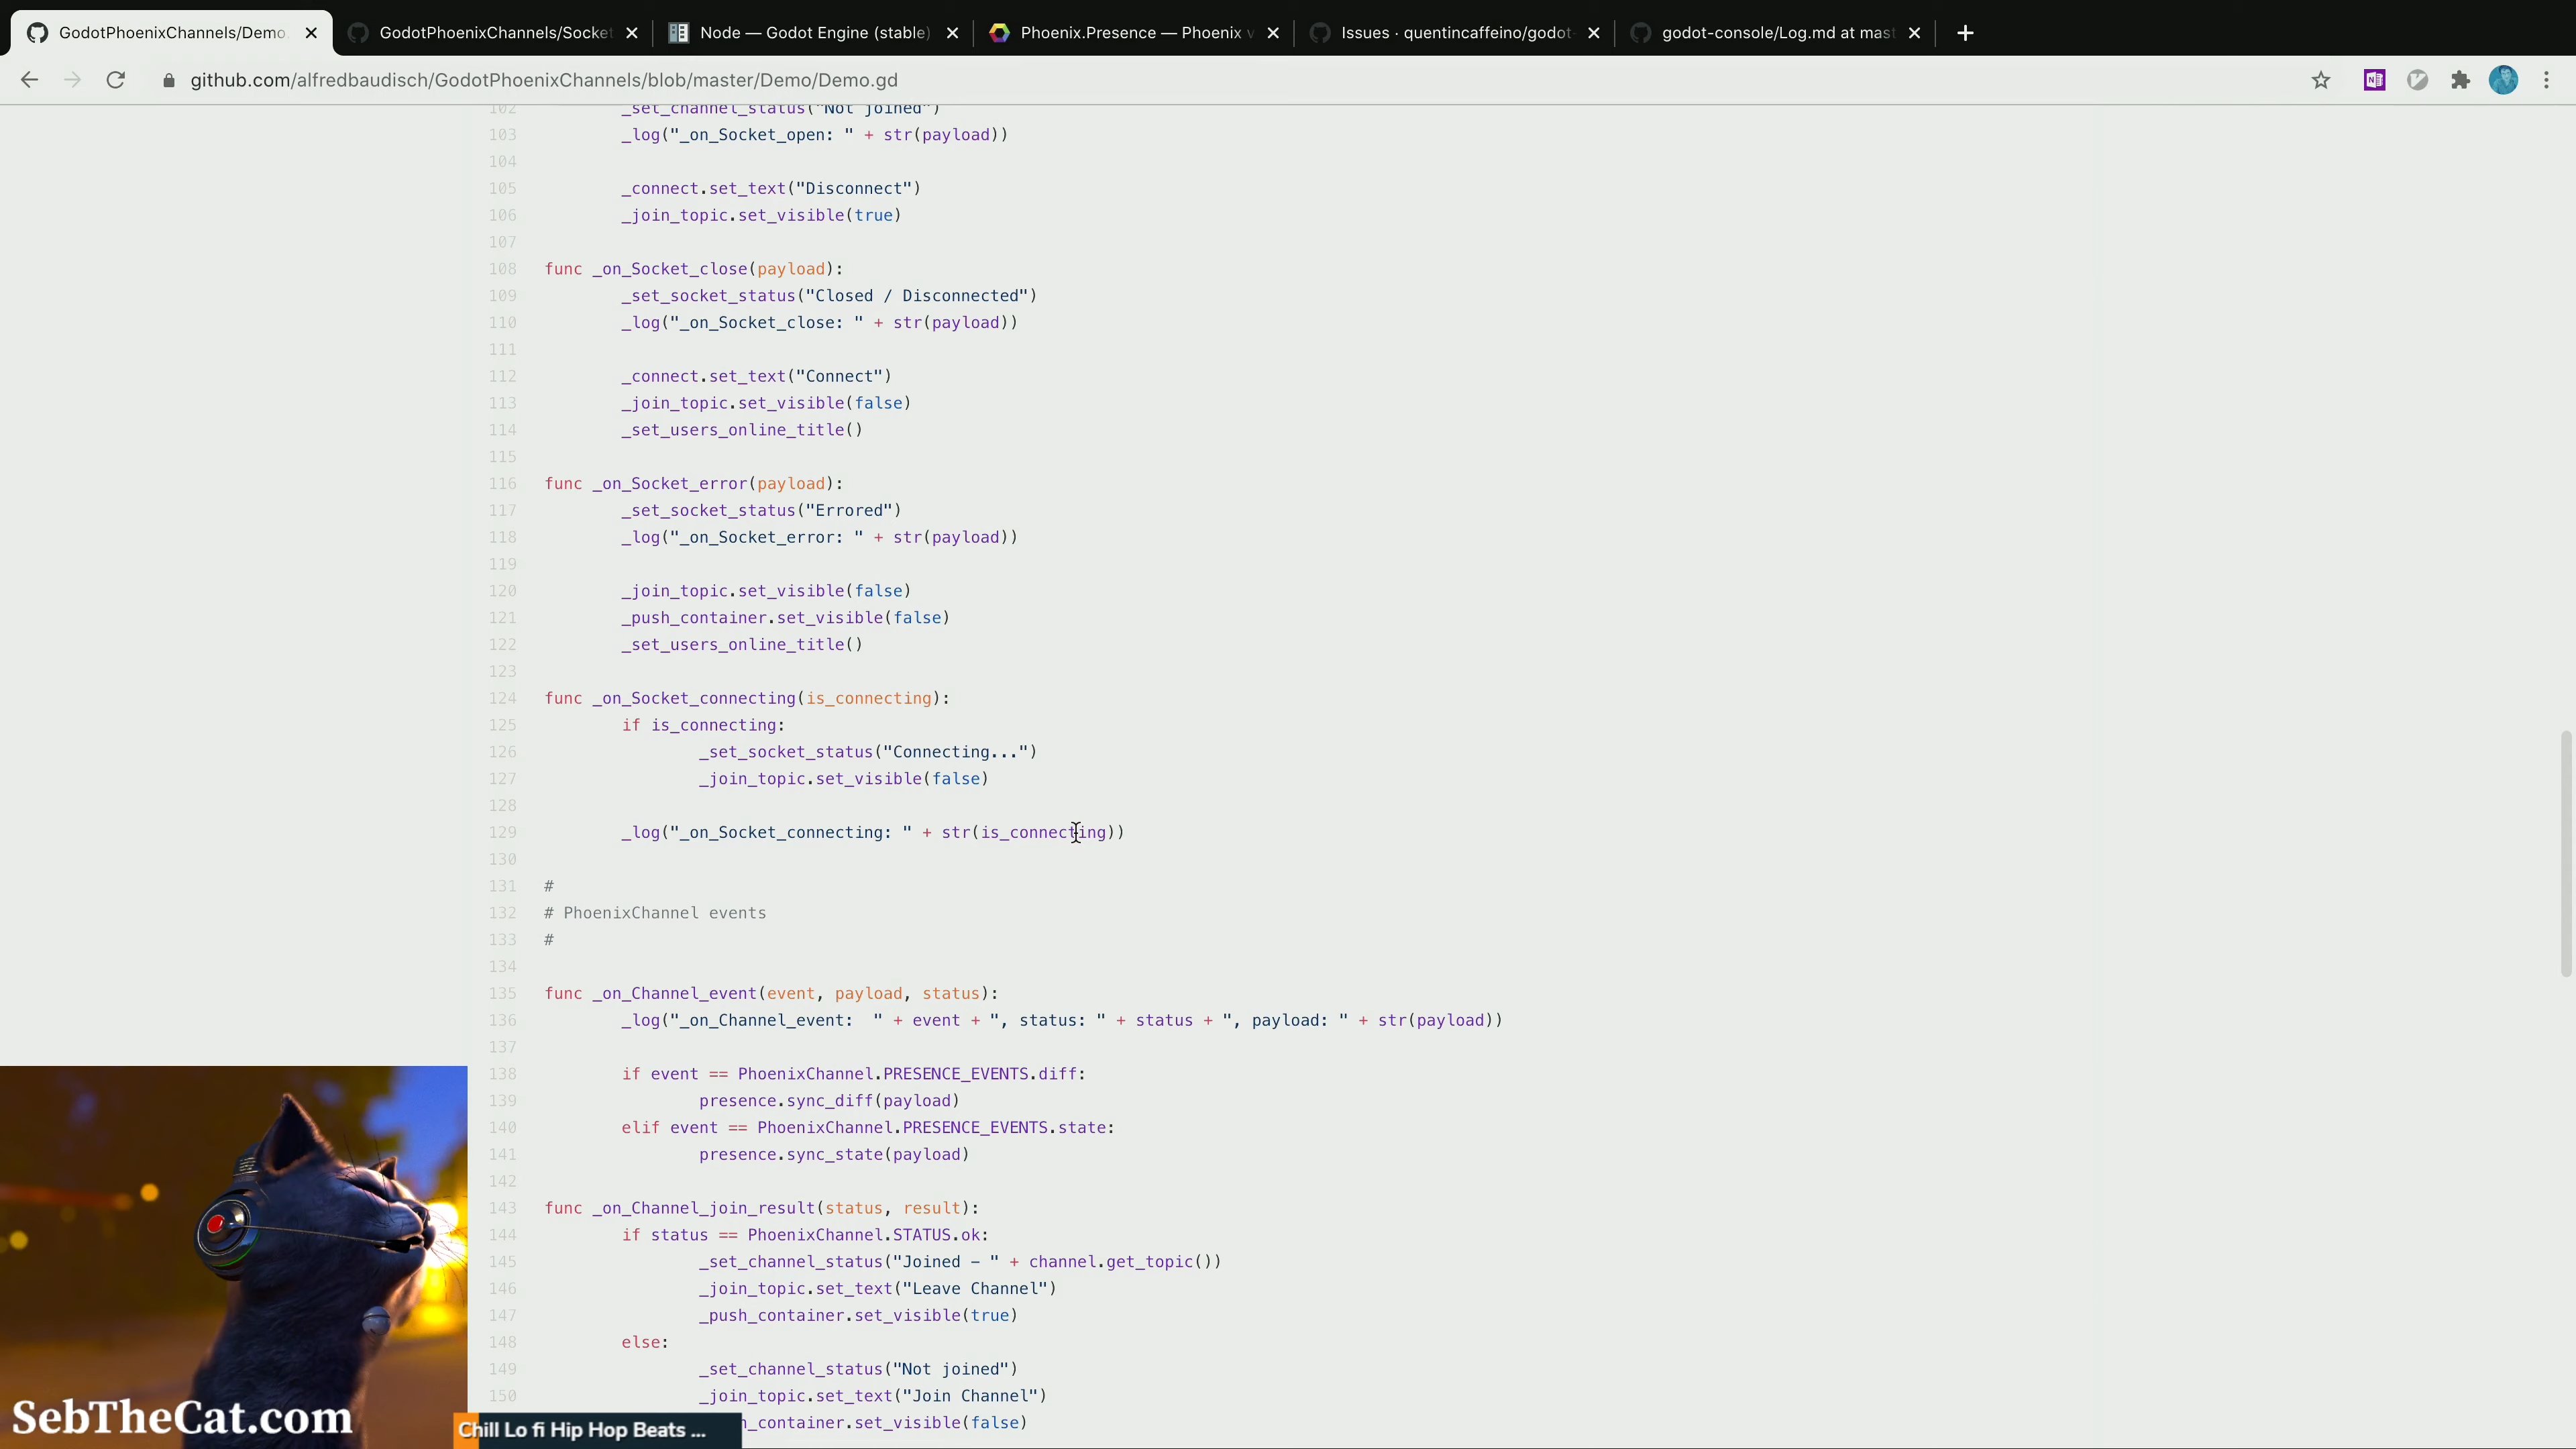 GodotPhoenixChannels/Demo
GodotPhoenixChannels/Socket
Node — Godot Engine (stable)
Phoenix.Presence — Phoenix v
Issues · quentincaffeino/godot-
godot-console/Log.md at mast
github.com/alfredbaudisch/GodotPhoenixChannels/blob/master/Demo/Demo.gd
102 _set_channel_status("Not joined")
103 _log("_on_Socket_open: " + str(payload))
104
105 _connect.set_text("Disconnect")
106 _join_topic.set_visible(true)
107
108 func _on_Socket_close(payload):
109 _set_socket_status("Closed / Disconnected")
110 _log("_on_Socket_close: " + str(payload))
111
112 _connect.set_text("Connect")
113 _join_topic.set_visible(false)
114 _set_users_online_title()
115
116 func _on_Socket_error(payload):
117 _set_socket_status("Errored")
118 _log("_on_Socket_error: " + str(payload))
119
120 _join_topic.set_visible(false)
121 _push_container.set_visible(false)
122 _set_users_online_title()
123
124 func _on_Socket_connecting(is_connecting):
125 if is_connecting:
126 _set_socket_status("Connecting...")
127 _join_topic.set_visible(false)
128
129 _log("_on_Socket_connecting: " + str(is_connecting))
130
131 #
132 # PhoenixChannel events
133 #
134
135 func _on_Channel_event(event, payload, status):
136 _log("_on_Channel_event:  " + event + ", status: " + status + ", payload: " + str(payload))
137
138 if event == PhoenixChannel.PRESENCE_EVENTS.diff:
139 presence.sync_diff(payload)
140 elif event == PhoenixChannel.PRESENCE_EVENTS.state:
141 presence.sync_state(payload)
142
143 func _on_Channel_join_result(status, result):
144 if status == PhoenixChannel.STATUS.ok:
145 _set_channel_status("Joined - " + channel.get_topic())
146 _join_topic.set_text("Leave Channel")
147 _push_container.set_visible(true)
148 else:
149 _set_channel_status("Not joined")
150 _join_topic.set_text("Join Channel")
h_container.set_visible(false)
SebTheCat.com
Chill Lo fi Hip Hop Beats ...